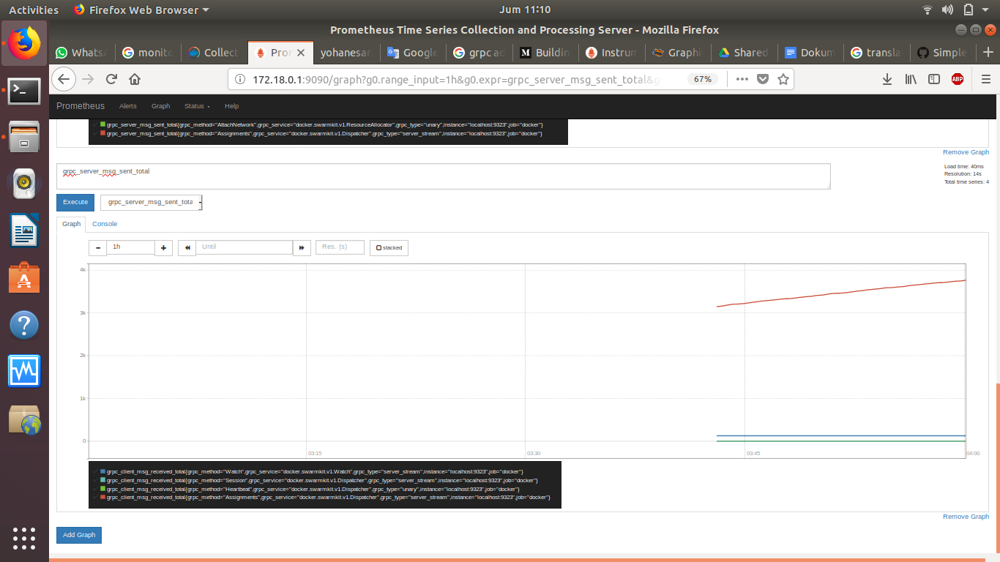 Activities Firefox Web Browser Jum 11:10
Prometheus Time Series Collection and Processing Server - Mozilla Firefox
WhatsA monito Collect Pro yohanesar Google grpc ad Buildin Instrum Graphi Shared Dokum transla Simple
172.18.0.1:9090/graph?g0.range_input=1h&g0.expr=grpc_server_msg_sent_total&g 67%
Prometheus Alerts Graph Status Help
grpc_server_msg_sent_total{grpc_method="AttachNetwork",grpc_service="docker.swarmkit.v1.ResourceAllocator",grpc_type="unary",instance="localhost:9323",job="docker"}
grpc_server_msg_sent_total{grpc_method="Assignments",grpc_service="docker.swarmkit.v1.Dispatcher",grpc_type="server_stream",instance="localhost:9323",job="docker"}
Remove Graph
grpc_server_msg_sent_total
Load time: 40ms
Resolution: 14s
Total time series: 4
Execute grpc_server_msg_sent_tota
Graph Console
1h Until Res. (s) stacked
4k
3k
2k
1k
0
03:15 03:30 03:45 04:00
grpc_client_msg_received_total{grpc_method="Watch",grpc_service="docker.swarmkit.v1.Watch",grpc_type="server_stream",instance="localhost:9323",job="docker"}
grpc_client_msg_received_total{grpc_method="Session",grpc_service="docker.swarmkit.v1.Dispatcher",grpc_type="server_stream",instance="localhost:9323",job="docker"}
grpc_client_msg_received_total{grpc_method="Heartbeat",grpc_service="docker.swarmkit.v1.Dispatcher",grpc_type="unary",instance="localhost:9323",job="docker"}
grpc_client_msg_received_total{grpc_method="Assignments",grpc_service="docker.swarmkit.v1.Dispatcher",grpc_type="server_stream",instance="localhost:9323",job="docker"}
Remove Graph
Add Graph